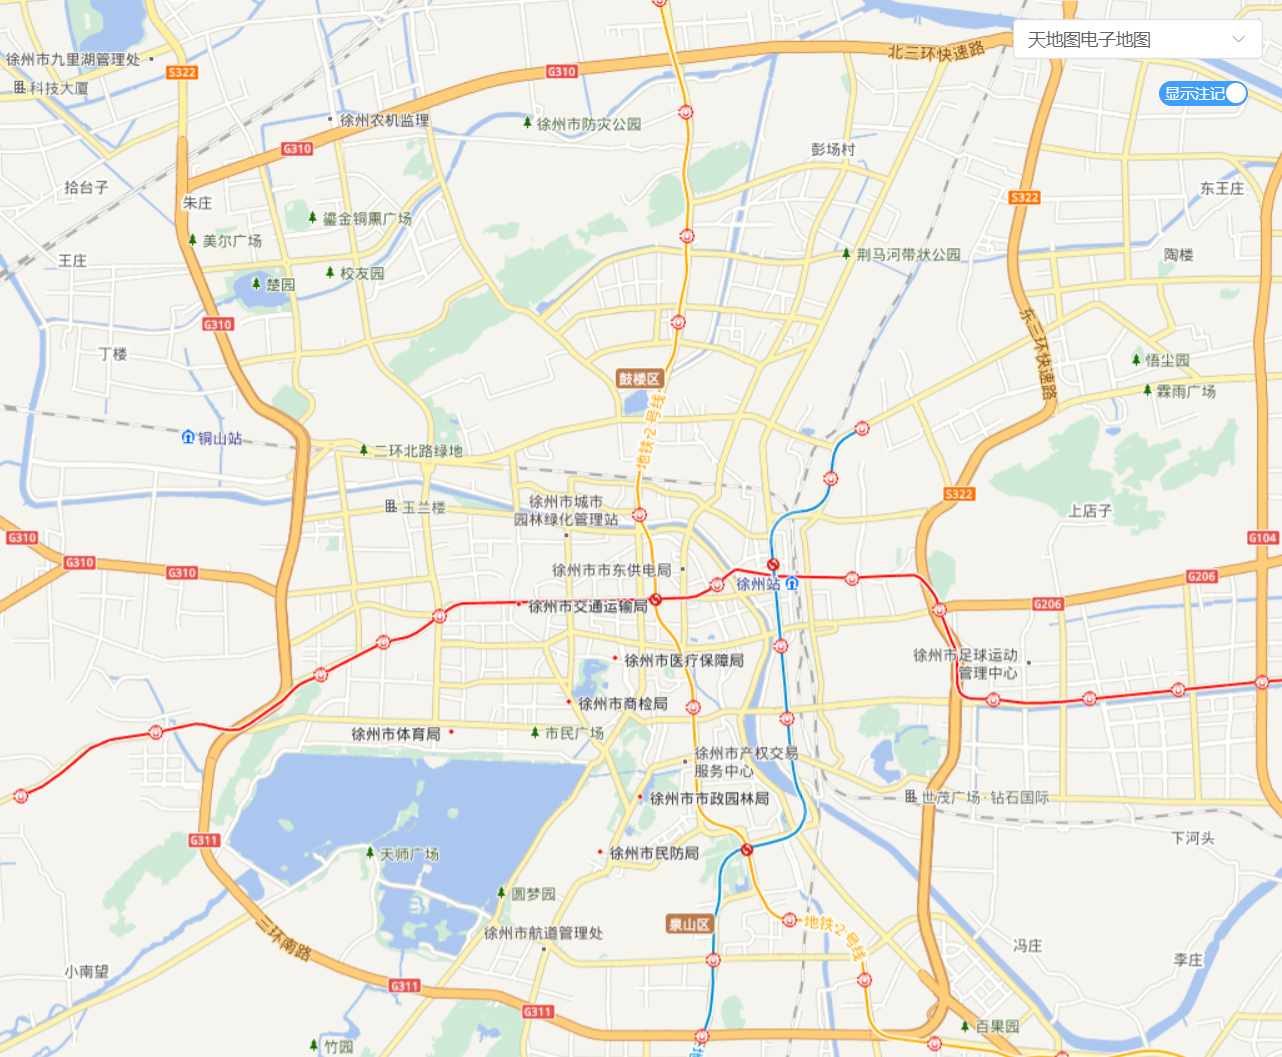 天地图电子地图
显示注记
北三环快速路
徐州市九里湖管理处
S322
G310
科技大厦
徐州农机监理
徐州市防灾公园
G310
彭场村
拾台子
朱庄
S322
东王庄
鎏金铜熏广场
美尔广场
荆马河带状公园
陶楼
王庄
校友园
楚园
G310
东三环快速路
丁楼
悟尘园
鼓楼区
霖雨广场
地铁2号线
铜山站
二环北路绿地
S322
徐州市城市
园林绿化管理站
玉兰楼
上店子
G310
G104
G310
G310
徐州市市东供电局
徐州站
G206
徐州市交通运输局
G206
徐州市医疗保障局
徐州市足球运动
管理中心
徐州市商检局
徐州市体育局
市民广场
徐州市产权交易
服务中心
徐州市市政园林局
世茂广场·钻石国际
G311
下河头
天师广场
徐州市民防局
圆梦园
泉山区
地铁2号线
三环南路
徐州市航道管理处
冯庄
李庄
小南望
G311
G311
百果园
竹园